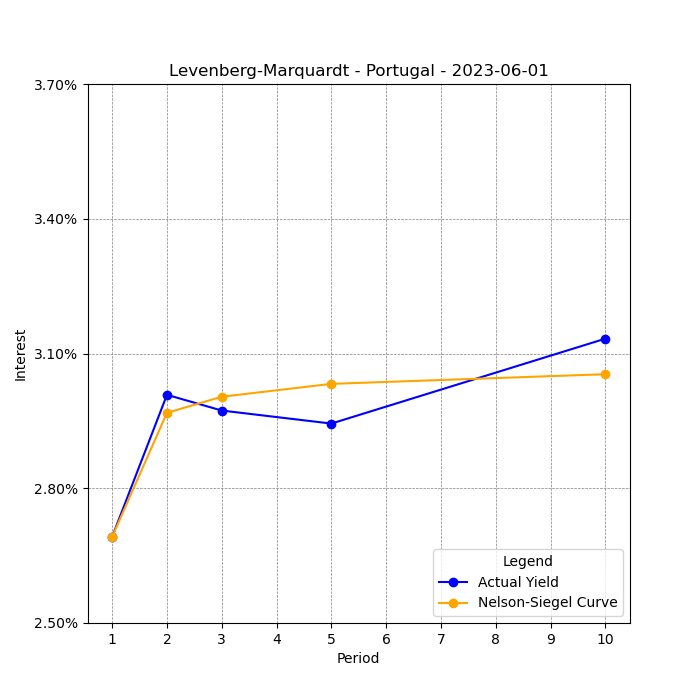 Levenberg-Marquardt - Portugal - 2023-06-01
3.70%
3.40%
3.10%
2.80%
2.50%
Interest
1 2 3 4 5 6 7 8 9 10
Period
Legend
Actual Yield
Nelson-Siegel Curve